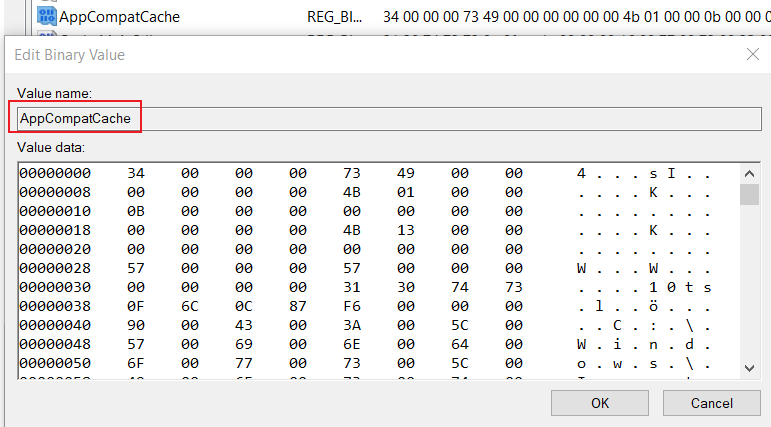 AppCompatCache REG_BI... 34 00 00 00 73 49 00 00 00 00 00 00 4b 01 00 00 0b 00 00 00
Edit Binary Value
Value name:
AppCompatCache
Value data:
00000000 34 00 00 00 73 49 00 00 4 . . . s I . .
00000008 00 00 00 00 4B 01 00 00 . . . . K . . .
00000010 0B 00 00 00 00 00 00 00 . . . . . . . .
00000018 00 00 00 00 4B 13 00 00 . . . . K . . .
00000020 00 00 00 00 00 00 00 00 . . . . . . . .
00000028 57 00 00 00 57 00 00 00 W . . . W . . .
00000030 00 00 00 00 31 30 74 73 . . . . 1 0 t s
00000038 0F 6C 0C 87 F6 00 00 00 . l . . ö . . .
00000040 90 00 43 00 3A 00 5C 00 . . C . : . \ .
00000048 57 00 69 00 6E 00 64 00 W . i . n . d .
00000050 6F 00 77 00 73 00 5C 00 o . w . s . \ .
OK
Cancel